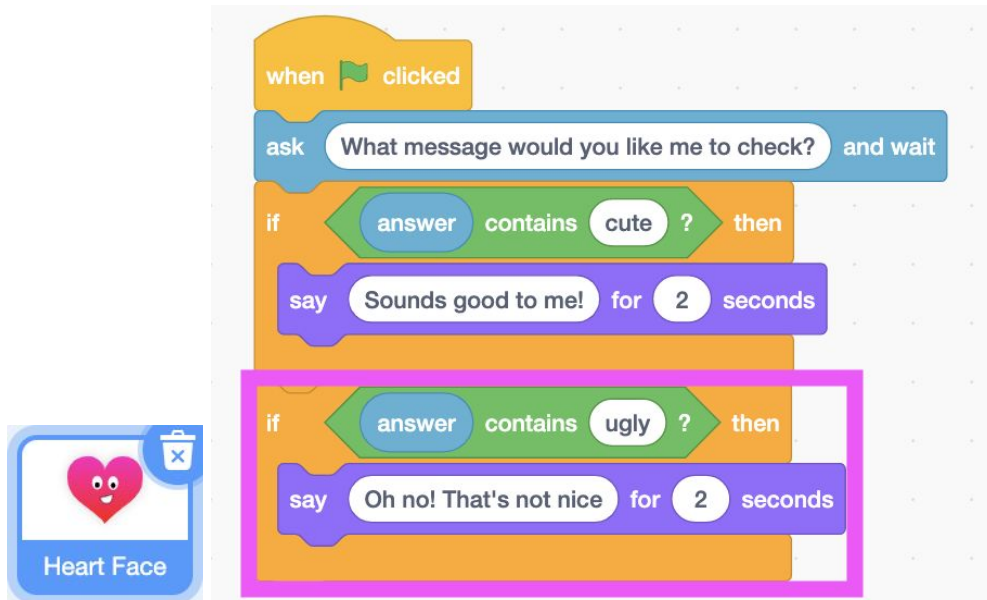 when clicked
ask What message would you like me to check? and wait
if answer contains cute ? then
say Sounds good to me! for 2 seconds
if answer contains ugly ? then
say Oh no! That's not nice for 2 seconds
Heart Face